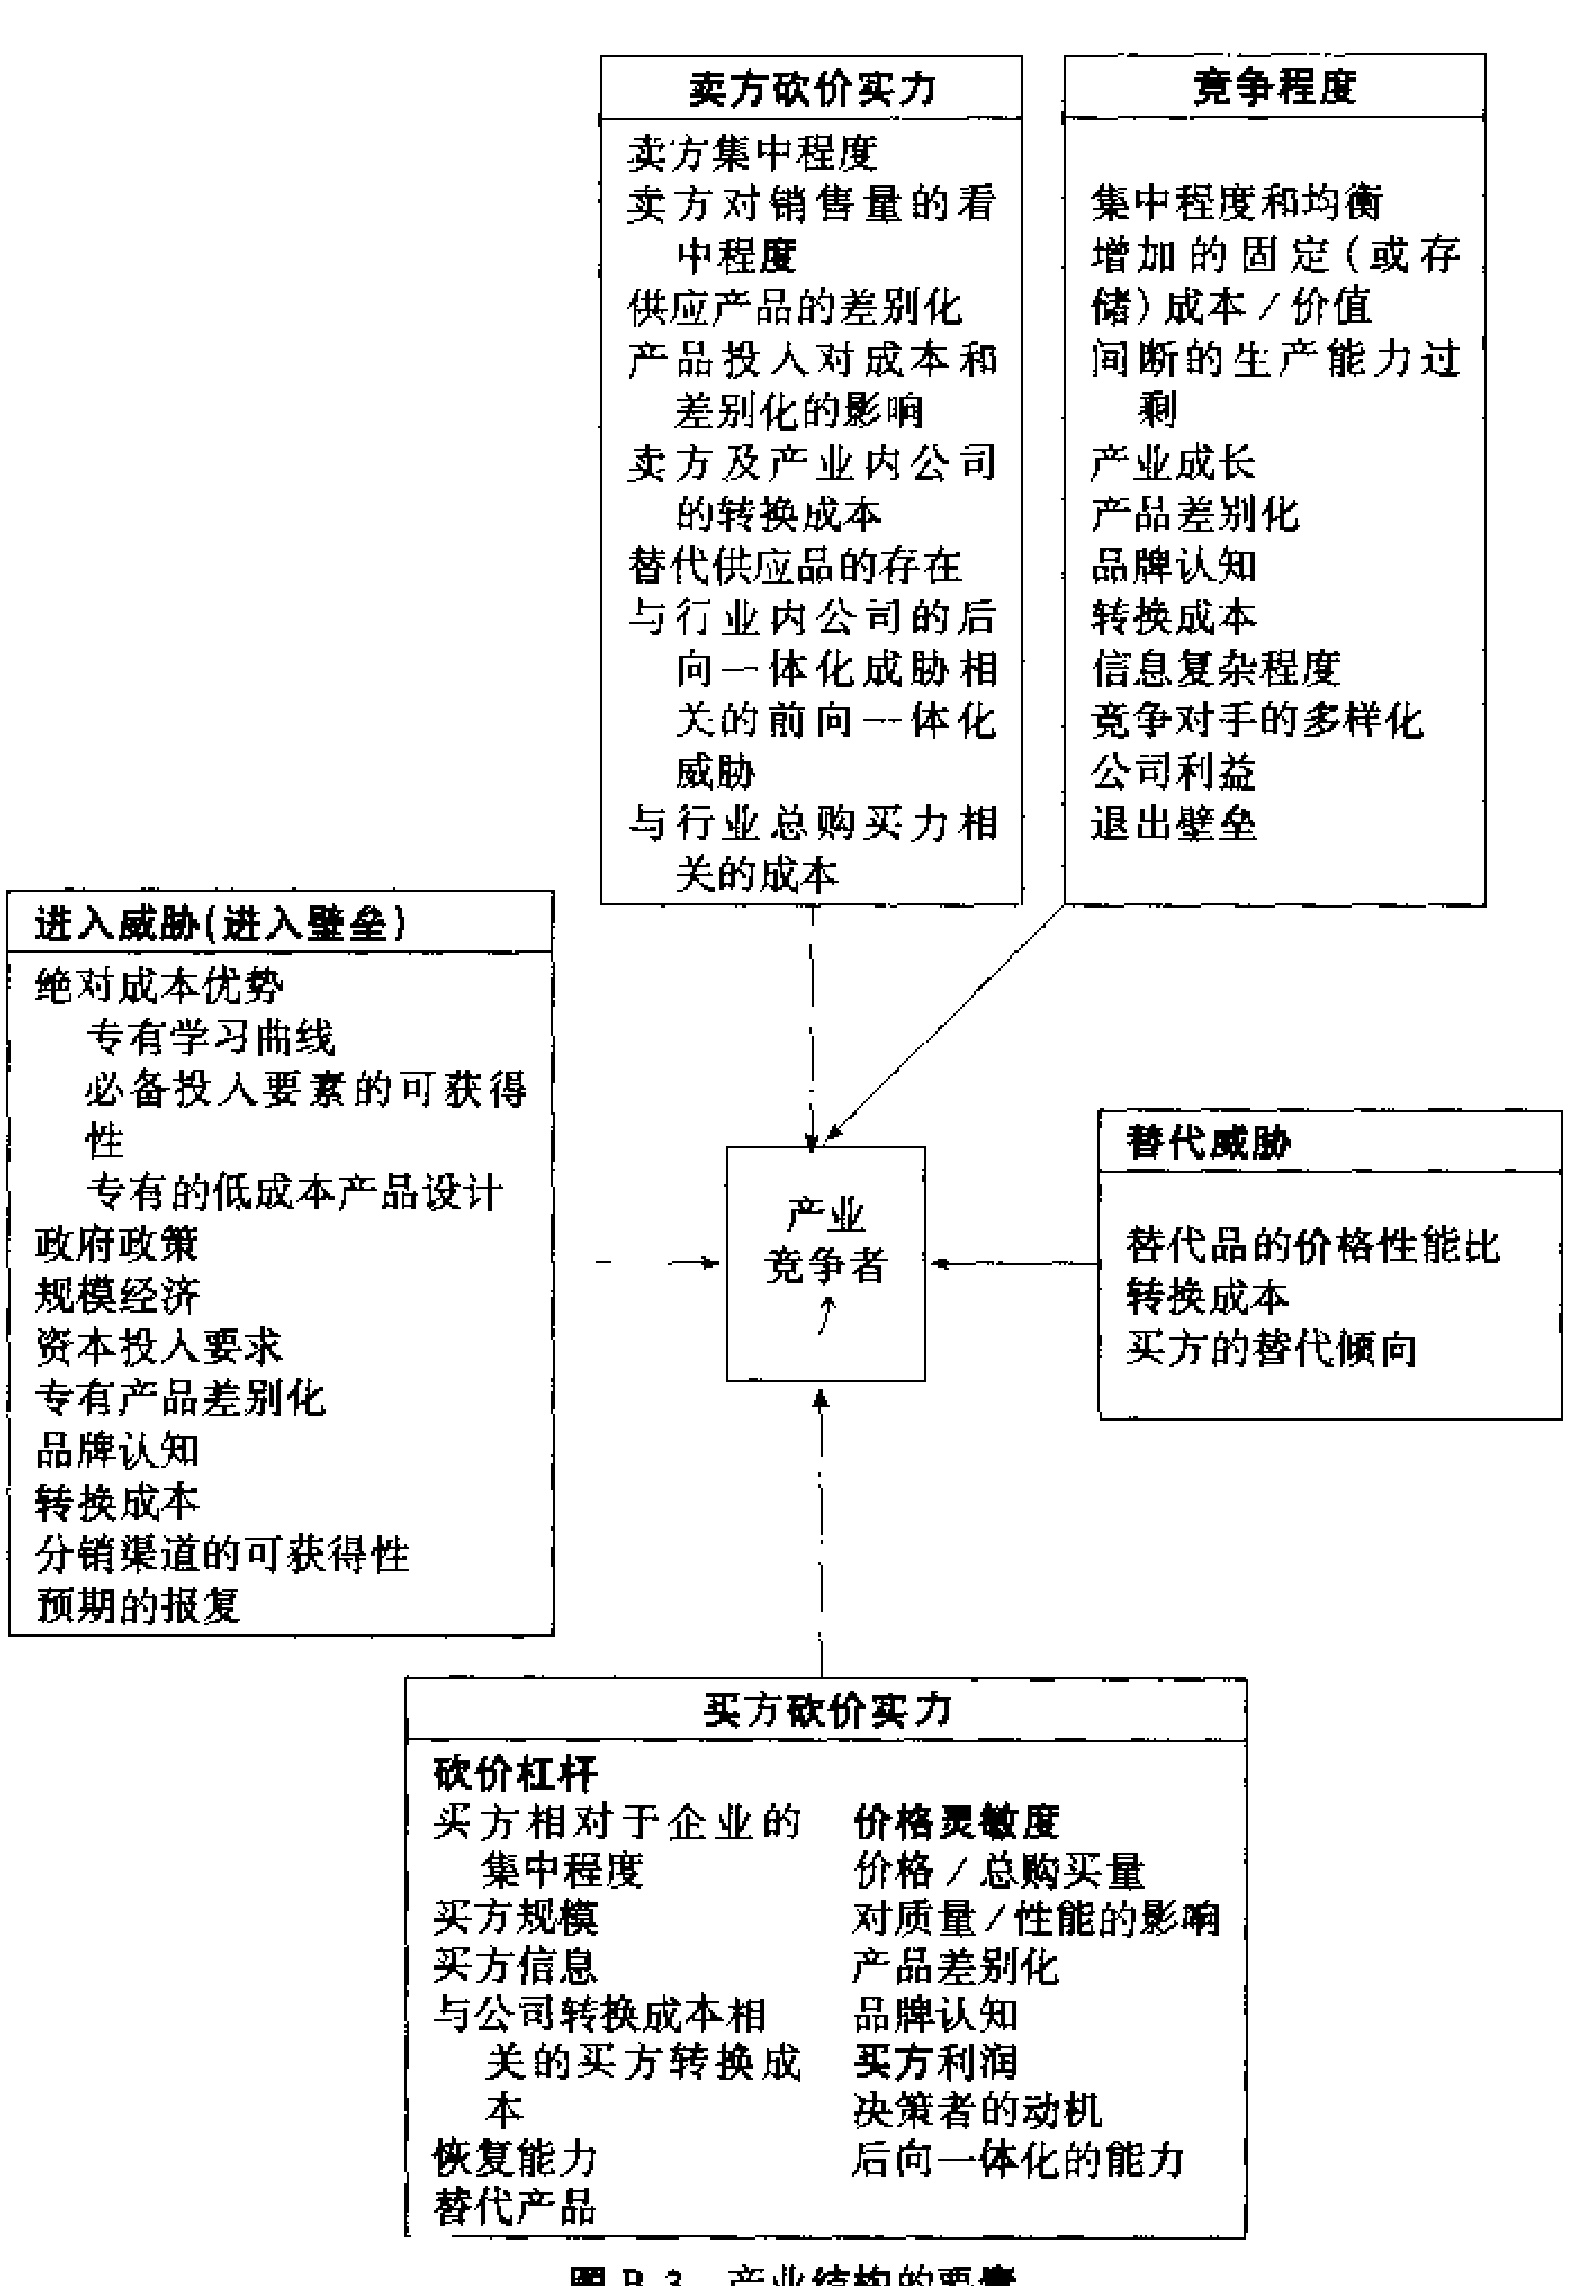 卖方砍价实力
卖方集中程度
卖方对销售量的看
中程度
供应产品的差别化
产品投入对成本和
差别化的影响
卖方及产业内公司
的转换成本
替代供应品的存在
与行业内公司的后
向一体化成胁相
关的前向一体化
威胁
与行业总购买力相
关的成本
竞争程度
集中程度和均衡
增加的固定(或存
储)成本/价值
间断的生产能力过
剩
产业成长
产品差别化
品牌认知
转换成本
信息复杂程度
竞争对手的多样化
公司利益
退出壁垒
进入威胁(进入壁垒)
绝对成本优势
专有学习曲线
必备投入要素的可获得
性
专有的低成本产品设计
政府政策
规模经济
资本投入要求
专有产品差别化
品牌认知
转换成本
分销渠道的可获得性
预期的报复
产业
竞争者
替代威胁
替代品的价格性能比
转换成本
买方的替代倾向
买方砍价实力
砍价杠杆
买方相对于企业的
集中程度
买方规模
买方信息
与公司转换成本相
关的买方转换成
本
恢复能力
替代产品
价格灵敏度
价格/总购买量
对质量/性能的影响
产品差别化
品牌认知
买方利润
决策者的动机
后向一体化的能力
图 B.3 产业结构的要素